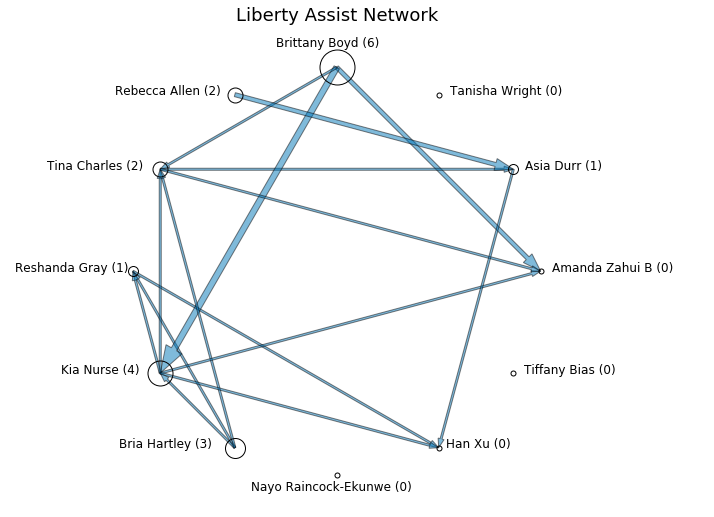 Liberty Assist Network
Brittany Boyd (6)
Rebecca Allen (2)
Tanisha Wright (0)
Tina Charles (2)
Asia Durr (1)
Reshanda Gray (1)
Amanda Zahui B (0)
Kia Nurse (4)
Tiffany Bias (0)
Bria Hartley (3)
Han Xu (0)
Nayo Raincock-Ekunwe (0)